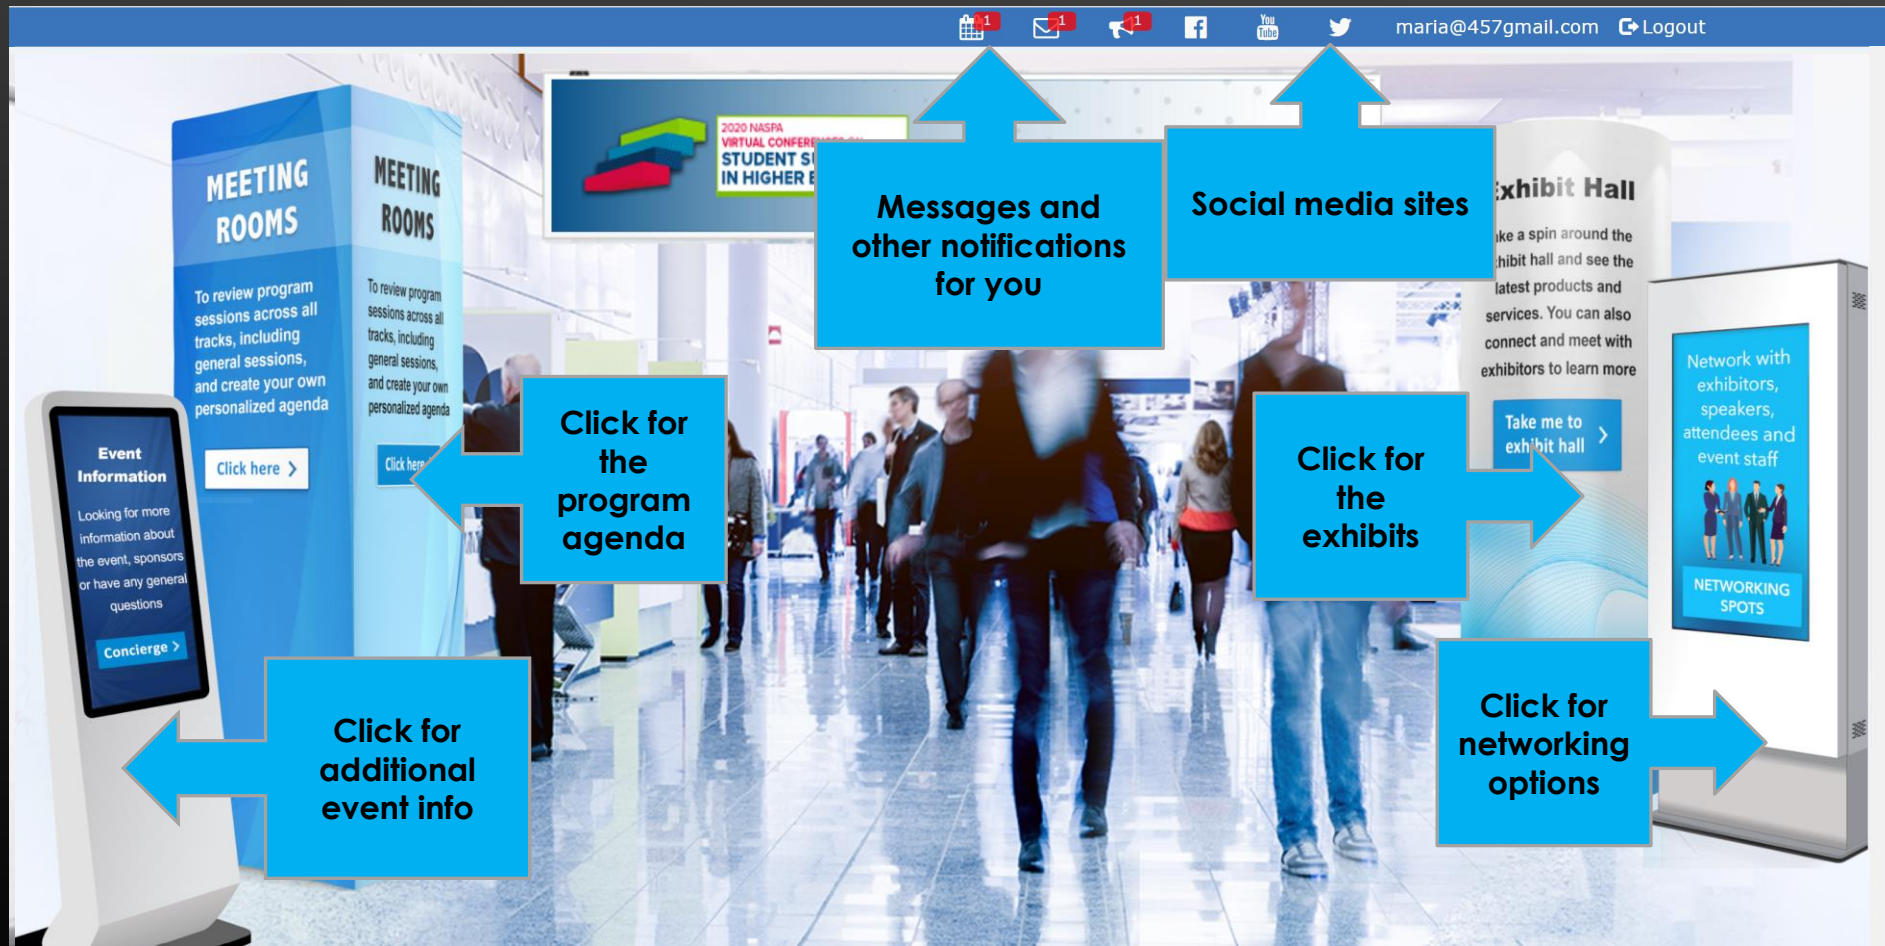 1
1
1
You
Tube
maria@457gmail.com
Logout
2020 NASPA
VIRTUAL CONFERENCES
STUDENT
IN HIGHER
MEETING
ROOMS
To review program
sessions across all
tracks, including
general sessions,
and create your own
personalized agenda
Click here >
MEETING
ROOMS
To review program
sessions across all
tracks, including
general sessions,
and create your own
personalized agenda
Click here
Event
Information
Looking for more
information about
the event, sponsors
or have any general
questions
Concierge >
Messages and
other notifications
for you
Social media sites
Click for
the
program
agenda
Click for
the
exhibits
Click for
additional
event info
Click for
networking
options
Hall
a spin around the
hall and see the
latest products and
services. You can also
connect and meet with
exhibitors to learn more
Take me to
exhibit hall >
Network with
exhibitors,
speakers,
attendees and
event staff
NETWORKING
SPOTS